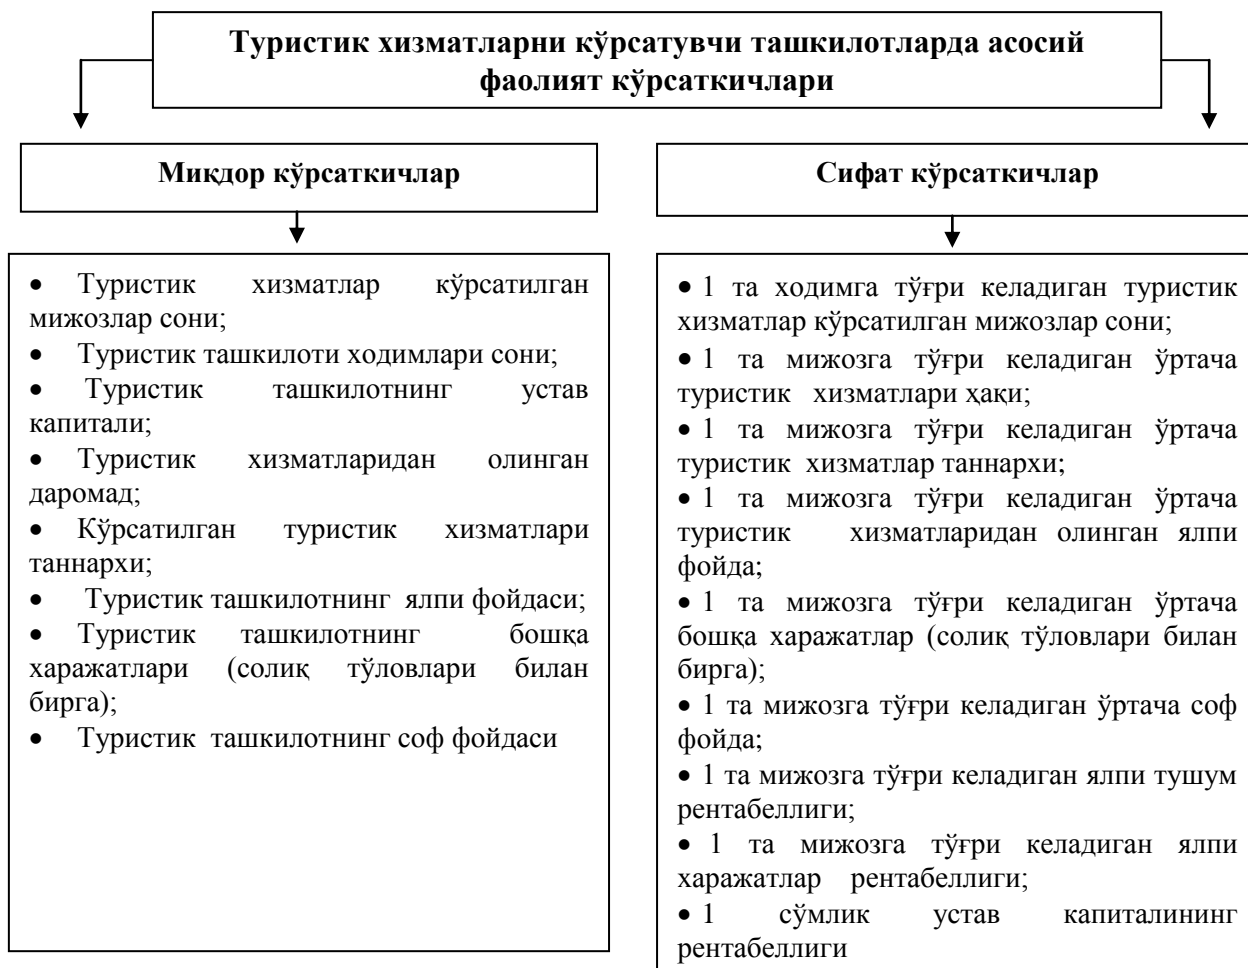 Туристик хизматларни кўрсатувчи ташкилотларда асосий
фаолият кўрсаткичлари
Миқдор кўрсаткичлар
• Туристик хизматлар кўрсатилган
мижозлар сони;
• Туристик ташкилоти ходимлари сони;
• Туристик ташкилотнинг устав
капитали;
• Туристик хизматларидан олинган
даромад;
• Кўрсатилган туристик хизматлари
таннархи;
• Туристик ташкилотнинг ялпи фойдаси;
• Туристик ташкилотнинг бошқа
харажатлари (солиқ тўловлари билан
бирга);
• Туристик ташкилотнинг соф фойдаси
Сифат кўрсаткичлар
• 1 та ходимга тўғри келадиган туристик
хизматлар кўрсатилган мижозлар сони;
• 1 та мижозга тўғри келадиган ўртача
туристик хизматлари ҳақи;
• 1 та мижозга тўғри келадиган ўртача
туристик хизматлар таннархи;
• 1 та мижозга тўғри келадиган ўртача
туристик хизматларидан олинган ялпи
фойда;
• 1 та мижозга тўғри келадиган ўртача
бошқа харажатлар (солиқ тўловлари билан
бирга);
• 1 та мижозга тўғри келадиган ўртача соф
фойда;
• 1 та мижозга тўғри келадиган ялпи тушум
рентабеллиги;
• 1 та мижозга тўғри келадиган ялпи
харажатлар рентабеллиги;
• 1 сўмлик устав капиталининг
рентабеллиги